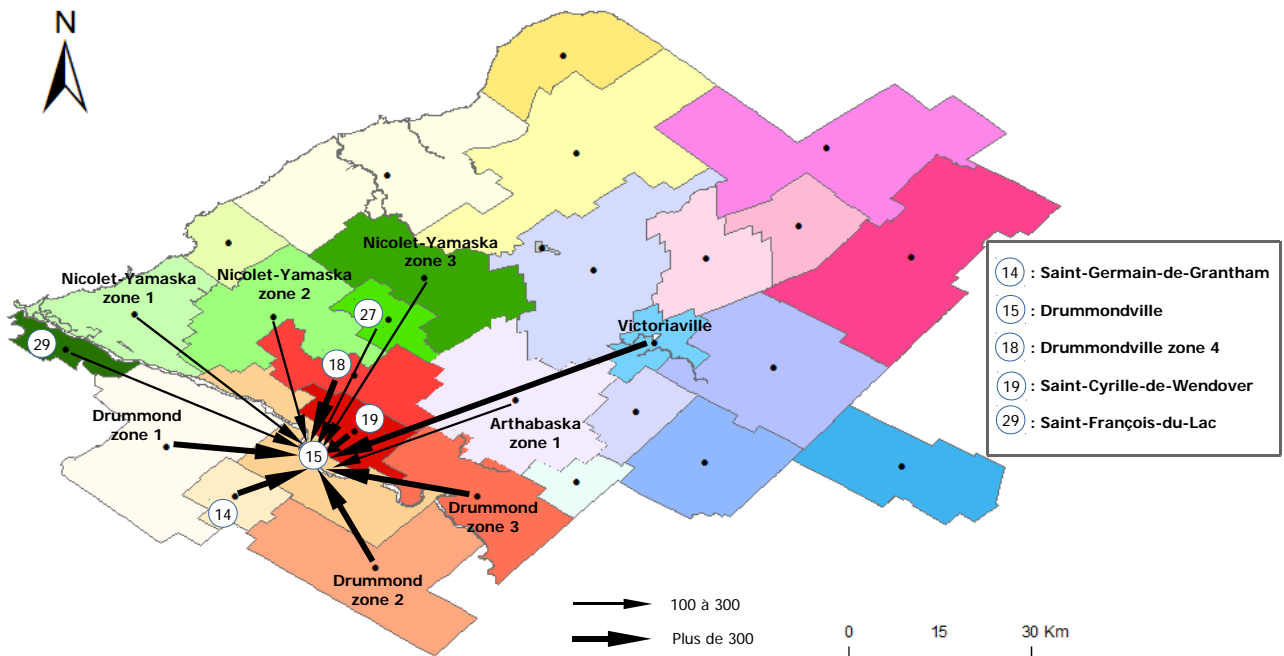 N
Nicolet-Yamaska
zone 3
Nicolet-Yamaska
zone 1
Nicolet-Yamaska
zone 2
27
Victoriaville
29
18
Drummond
zone 1
19
Arthabaska
zone 1
15
14
Drummond
zone 3
Drummond
zone 2
14 : Saint-Germain-de-Grantham
15 : Drummondville
18 : Drummondville zone 4
19 : Saint-Cyrille-de-Wendover
29 : Saint-François-du-Lac
100 à 300
Plus de 300
0 15 30 Km